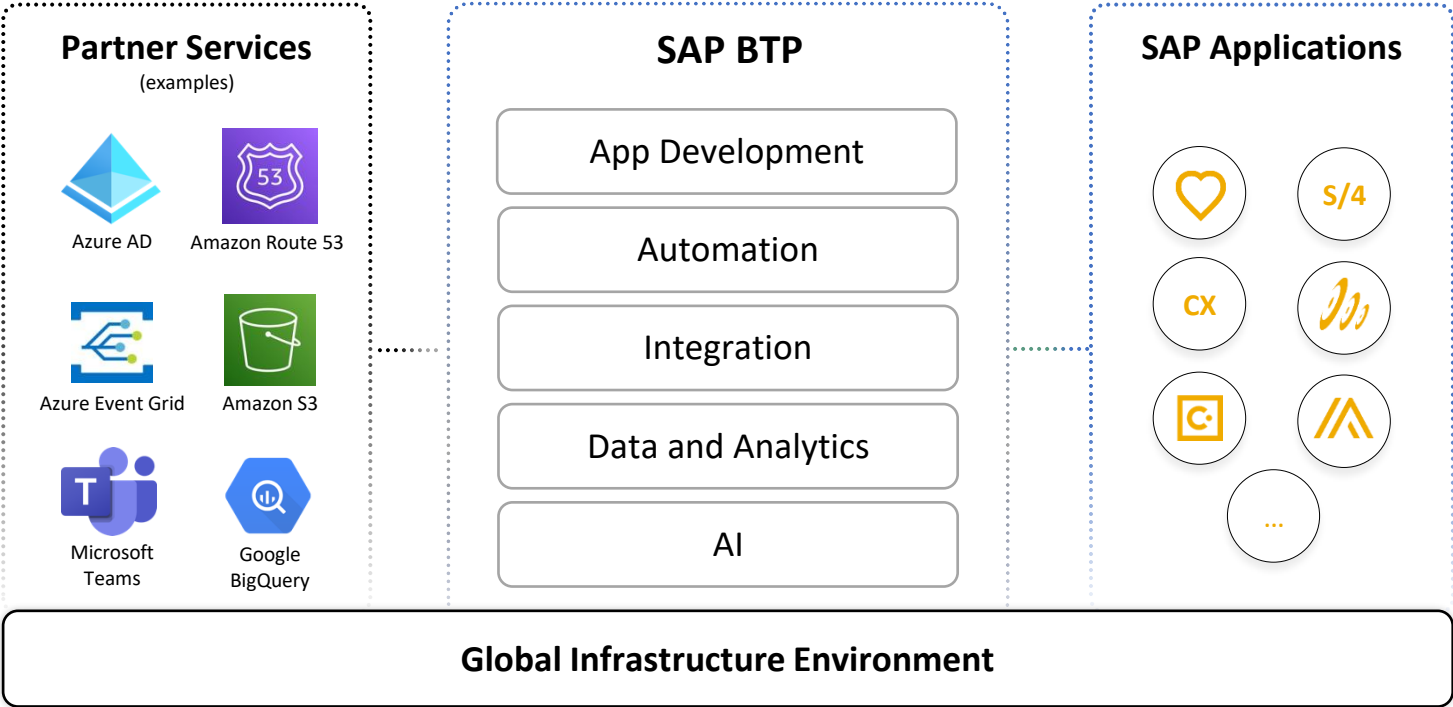 Partner Services
(examples)
Azure AD
53
Amazon Route 53
Azure Event Grid
Amazon S3
T
Microsoft
Teams
Google
BigQuery
SAP BTP
App Development
Automation
Integration
Data and Analytics
AI
SAP Applications
S/4
CX
C
...
Global Infrastructure Environment